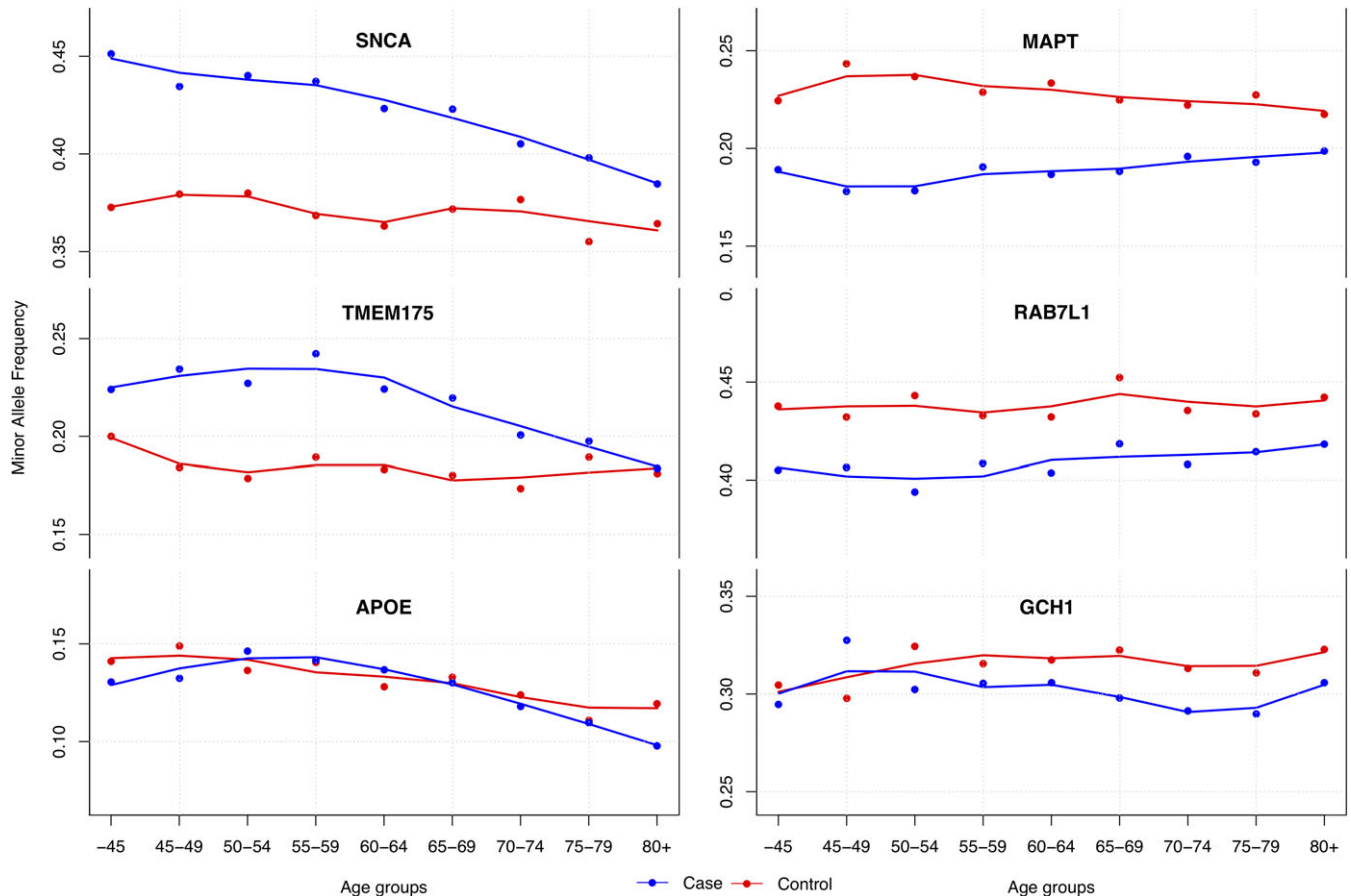 SNCA
0.45
0.40
0.35
MAPT
0.25
0.20
0.15
TMEM175
0.25
0.20
0.15
Minor Allele Frequency
RAB7L1
0.
0.45
0.40
APOE
0.15
0.10
GCH1
0.35
0.30
0.25
−45 45−49 50−54 55−59 60−64 65−69 70−74 75−79 80+
−45 45−49 50−54 55−59 60−64 65−69 70−74 75−79 80+
Age groups
Case Control
Age groups